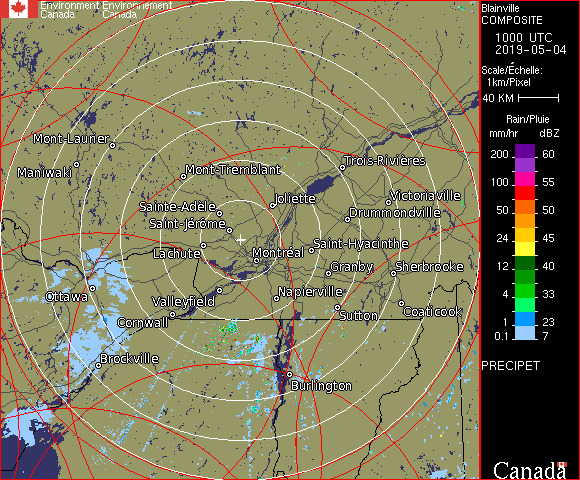 Environment Environnement
Canada Canada
Blainville
COMPOSITE
1000 UTC
2019-05-04
Scale/Échelle:
1km/Pixel
40 KM
Rain/Pluie
mm/hr dBZ
200 60
100 55
50 50
24 45
12 40
4 33
1 23
0.1 7
PRECIPET
Mont-Laurier
Maniwaki
Mont-Tremblant
Trois-Rivières
Sainte-Adèle
Joliette
Victoriaville
Drummondville
Saint-Jérôme
Lachute
Montréal
Saint-Hyacinthe
Granby
Sherbrooke
Ottawa
Valleyfield
Napierville
Cornwall
Sutton
Coaticook
Brockville
Burlington
Canada